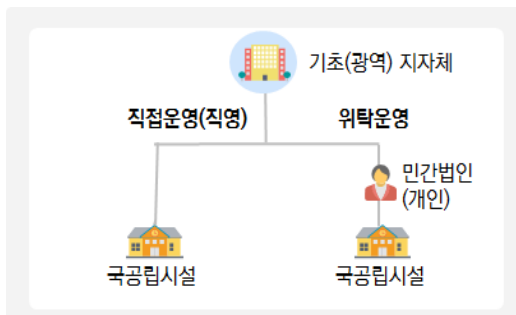 기초(광역) 지자체
직접운영(직영)
위탁운영
민간법인
(개인)
국공립시설
국공립시설